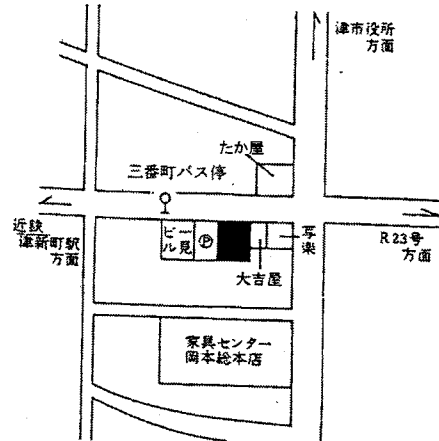 津市役所
方面
たか屋
三番町バス停
近鉄
津新町駅
方面
一見
ビル
Ⓟ
写楽
R23号
方面
大吉屋
家具センター
岡本総本店